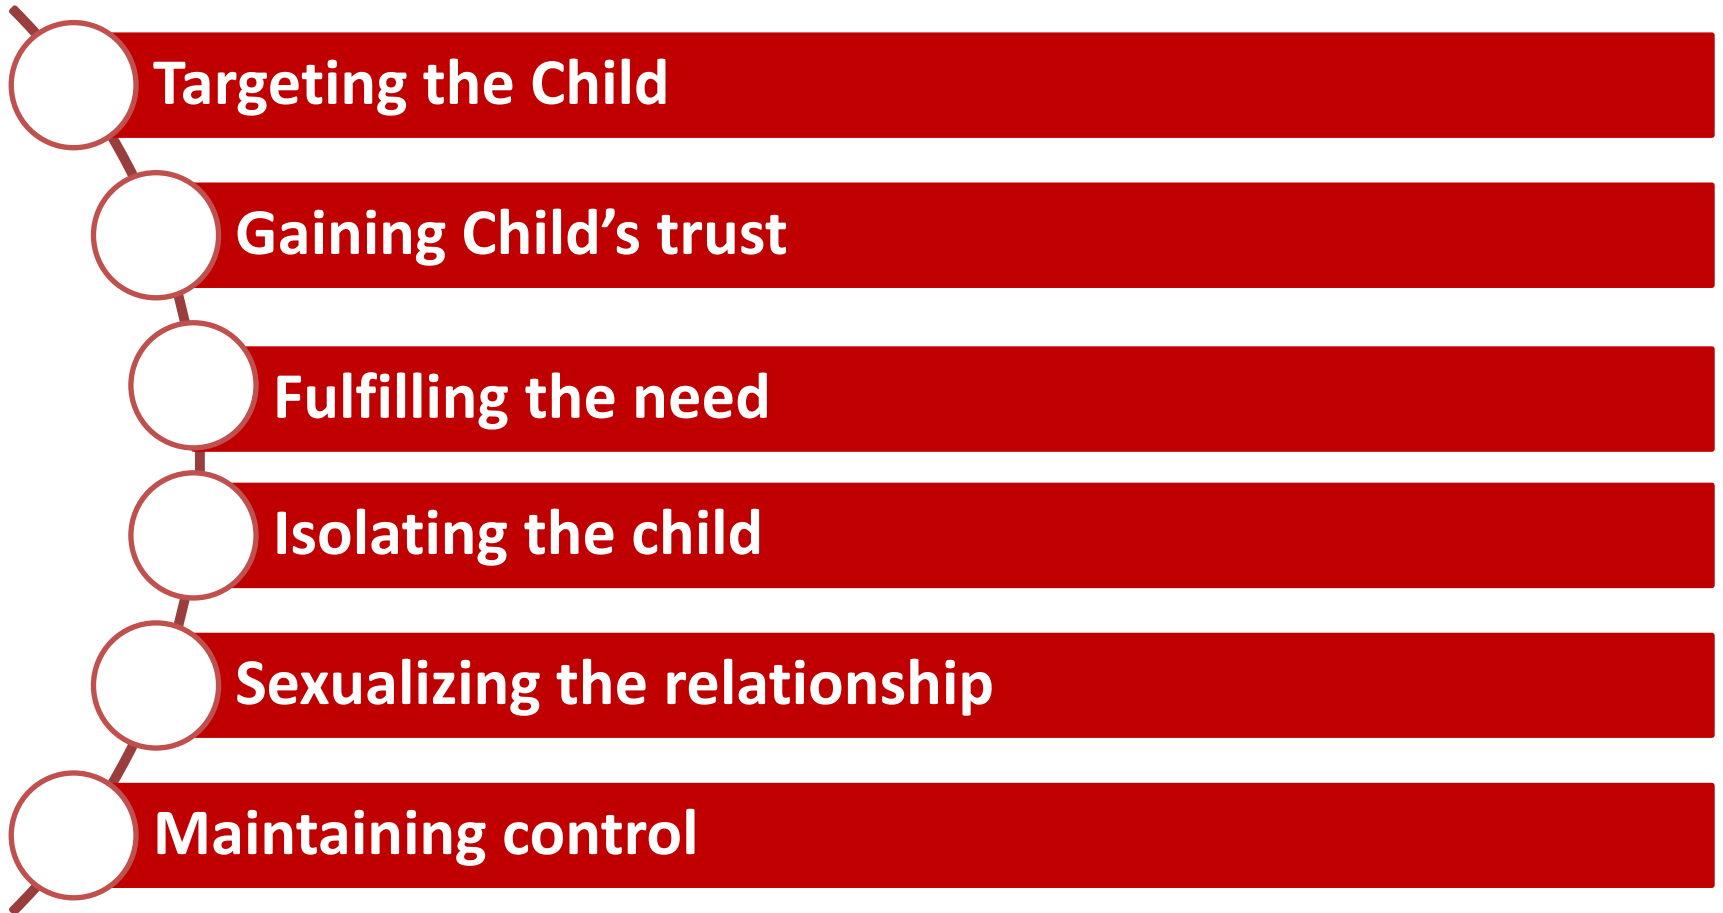 Targeting the Child
Gaining Child’s trust
Fulfilling the need
Isolating the child
Sexualizing the relationship
Maintaining control